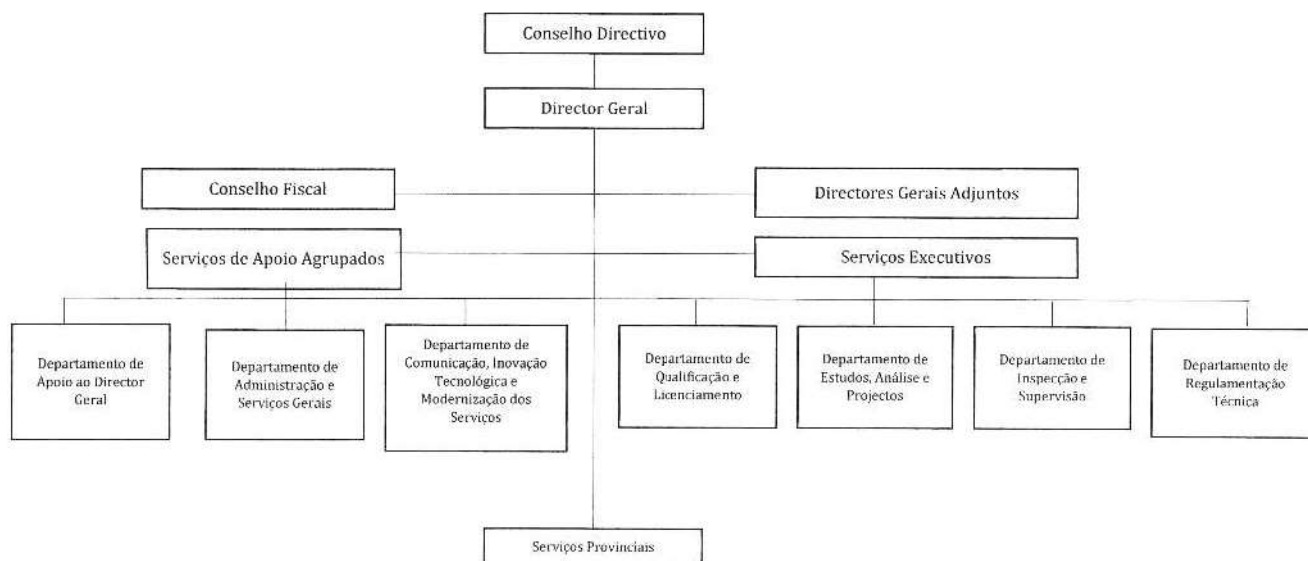 Conselho Directivo
Director Geral
Conselho Fiscal
Directores Gerais Adjuntos
Serviços de Apoio Agrupados
Serviços Executivos
Departamento de
Apoio ao Director
Geral
Departamento de
Administração e
Serviços Gerais
Departamento de
Comunicação, Inovação
Tecnológica e
Modernização dos
Serviços
Departamento de
Qualificação e
Licenciamento
Departamento de
Estudos, Análise e
Projectos
Departamento de
Inspecção e
Supervisão
Departamento de
Regulamentação
Técnica
Serviços Provinciais